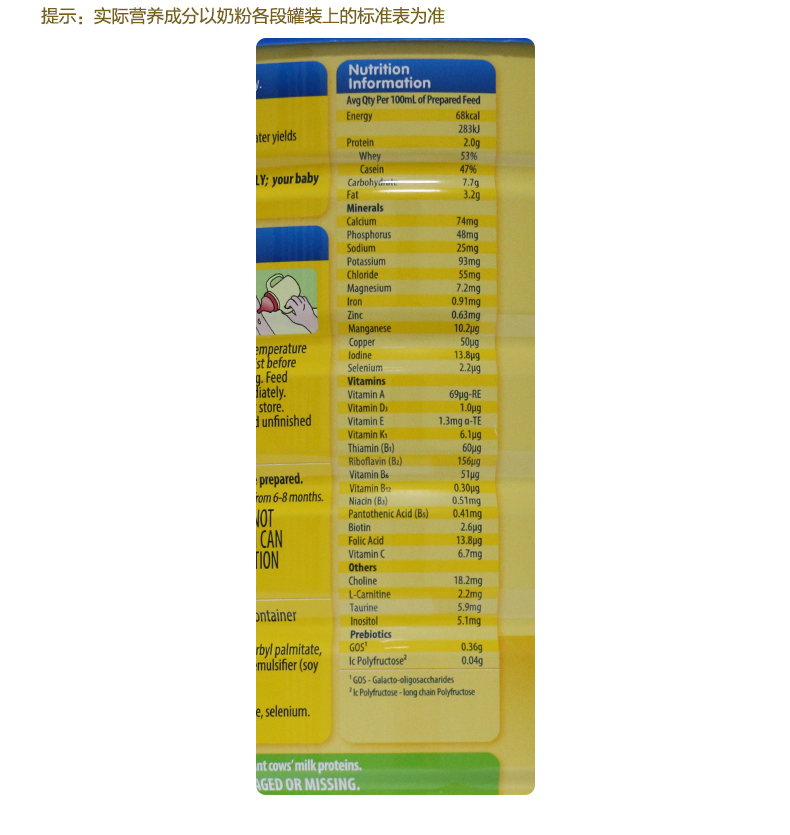 提示：实际营养成分以奶粉各段罐装上的标准表为准
y.
ater yields
LY; your baby
emperature
st before
g. Feed
iately.
store.
d unfinished
prepared.
rom 6-8 months.
NOT
CAN
TION
ontainer
rbyl palmitate,
emulsifier (soy
e, selenium.
Nutrition
Information
Avg Qty Per 100mL of Prepared Feed
Energy 68kcal
283kJ
Protein 2.0g
Whey 53%
Casein 47%
Carbohydrate 7.7g
Fat 3.2g
Minerals
Calcium 74mg
Phosphorus 48mg
Sodium 25mg
Potassium 93mg
Chloride 55mg
Magnesium 7.2mg
Iron 0.91mg
Zinc 0.63mg
Manganese 10.2µg
Copper 50µg
Iodine 13.8µg
Selenium 2.2µg
Vitamins
Vitamin A 69µg-RE
Vitamin D₃ 1.0µg
Vitamin E 1.3mg α-TE
Vitamin K₁ 6.1µg
Thiamin (B₁) 60µg
Riboflavin (B₂) 156µg
Vitamin B₆ 51µg
Vitamin B₁₂ 0.30µg
Niacin (B₃) 0.51mg
Pantothenic Acid (B₅) 0.41mg
Biotin 2.6µg
Folic Acid 13.8µg
Vitamin C 6.7mg
Others
Choline 18.2mg
L-Carnitine 2.2mg
Taurine 5.9mg
Inositol 5.1mg
Prebiotics
GOS¹ 0.36g
lc Polyfructose² 0.04g
¹ GOS - Galacto-oligosaccharides
² lc Polyfructose - long chain Polyfructose
nt cows' milk proteins.
AGED OR MISSING.